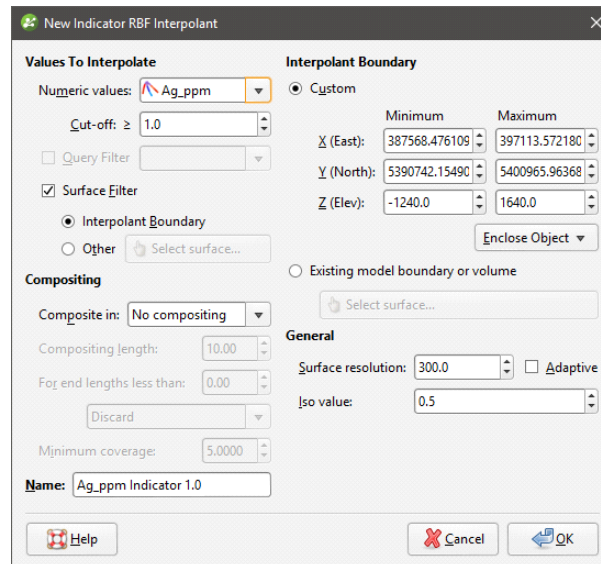 New Indicator RBF Interpolant
Values To Interpolate
Numeric values: Ag_ppm
Cut-off: ≥ 1.0
Query Filter
Surface Filter
Interpolant Boundary
Other Select surface...
Compositing
Composite in: No compositing
Compositing length: 10.00
For end lengths less than: 0.00
Discard
Minimum coverage: 5.0000
Name: Ag_ppm Indicator 1.0
Interpolant Boundary
Custom
Minimum Maximum
X (East): 387568.476109 397113.572180
Y (North): 5390742.15490 5400965.96368
Z (Elev): -1240.0 1640.0
Enclose Object
Existing model boundary or volume
Select surface...
General
Surface resolution: 300.0 Adaptive
Iso value: 0.5
Help
Cancel
OK